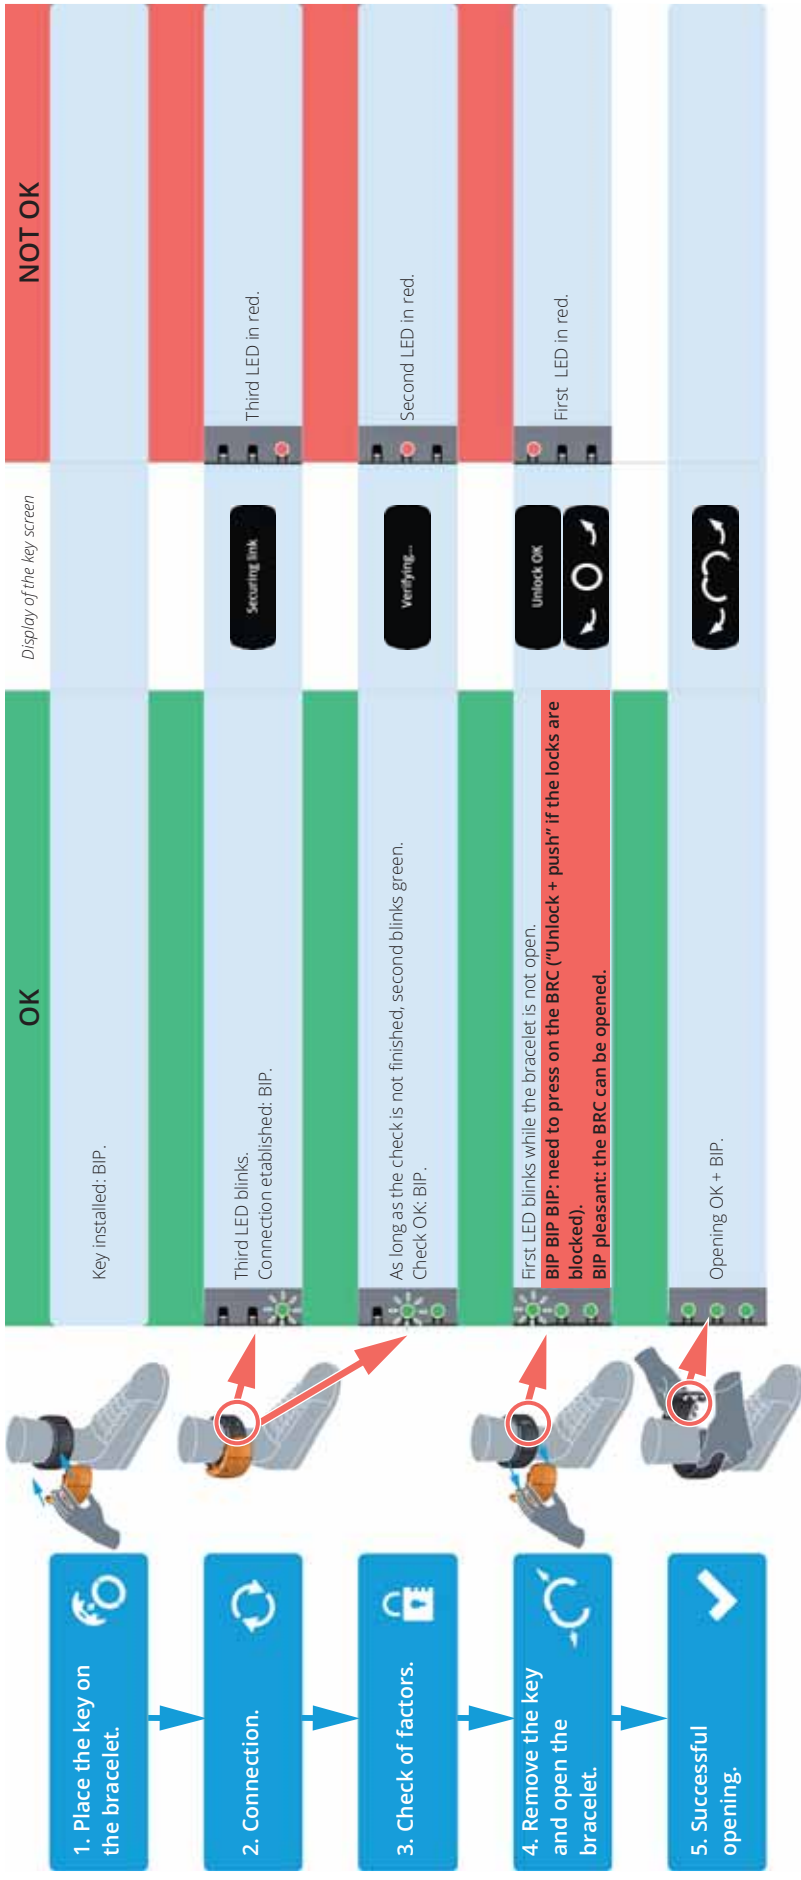 OK
Display of the key screen
NOT OK
1. Place the key on
the bracelet.
Key installed: BIP.
2. Connection.
Third LED blinks.
Connection etablished: BIP.
Securing link
Third LED in red.
3. Check of factors.
As long as the check is not finished, second blinks green.
Check OK: BIP.
Verifying...
Second LED in red.
4. Remove the key
and open the
bracelet.
First LED blinks while the bracelet is not open.
BIP BIP BIP: need to press on the BRC (“Unlock + push” if the locks are
blocked).
BIP pleasant: the BRC can be opened.
Unlock OK
First LED in red.
5. Successful
opening.
Opening OK + BIP.